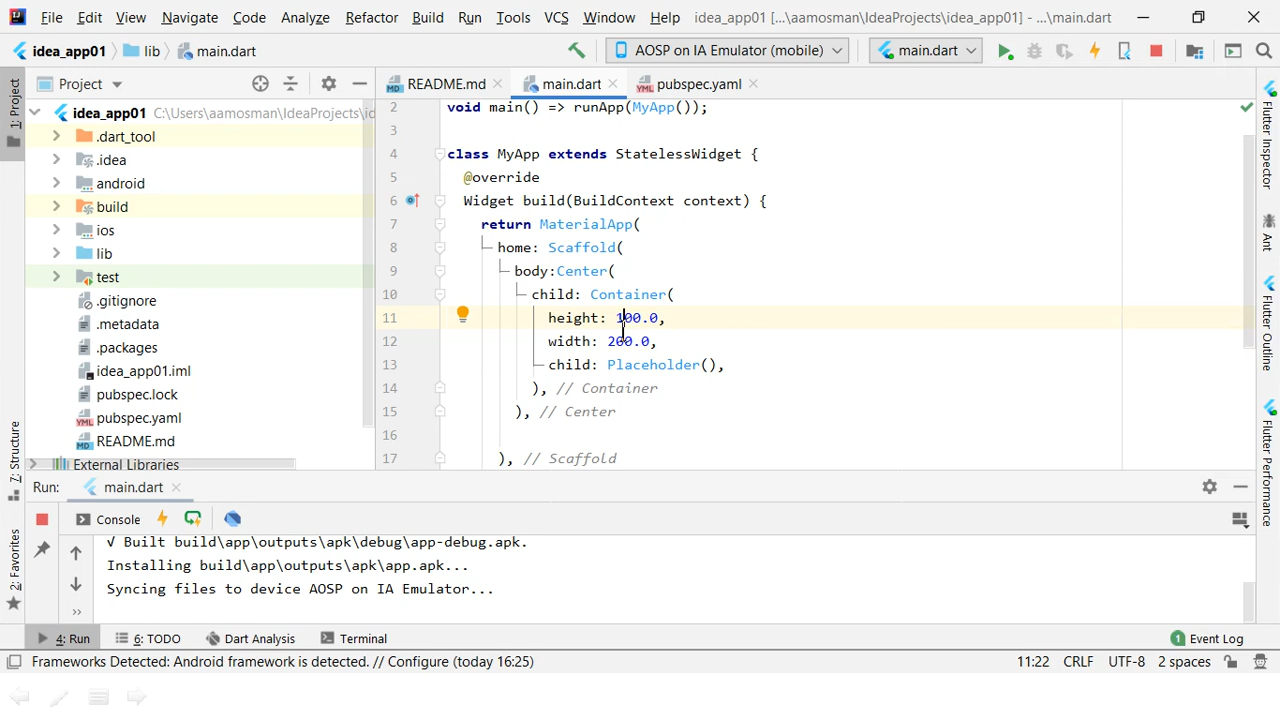 File Edit View Navigate Code Analyze Refactor Build Run Tools VCS Window Help idea_app01 [...\aamosman\IdeaProjects\idea_app01] - ...\main.dart
idea_app01 lib main.dart AOSP on IA Emulator (mobile) main.dart
1: Project
Project
README.md main.dart pubspec.yaml
idea_app01 C:\Users\aamosman\IdeaProjects\id
.dart_tool
.idea
android
build
ios
lib
test
.gitignore
.metadata
.packages
idea_app01.iml
pubspec.lock
pubspec.yaml
README.md
External Libraries
2 void main() => runApp(MyApp());
3
4 class MyApp extends StatelessWidget {
5 @override
6 Widget build(BuildContext context) {
7 return MaterialApp(
8 home: Scaffold(
9 body:Center(
10 child: Container(
11 height: 100.0,
12 width: 200.0,
13 child: Placeholder(),
14 ), // Container
15 ), // Center
16
17 ), // Scaffold
Flutter Inspector
Ant
Flutter Outline
Flutter Performance
7: Structure
2: Favorites
Run: main.dart
Console
√ Built build\app\outputs\apk\debug\app-debug.apk.
Installing build\app\outputs\apk\app.apk...
Syncing files to device AOSP on IA Emulator...
>>
4: Run 6: TODO Dart Analysis Terminal 1 Event Log
Frameworks Detected: Android framework is detected. // Configure (today 16:25) 11:22 CRLF UTF-8 2 spaces